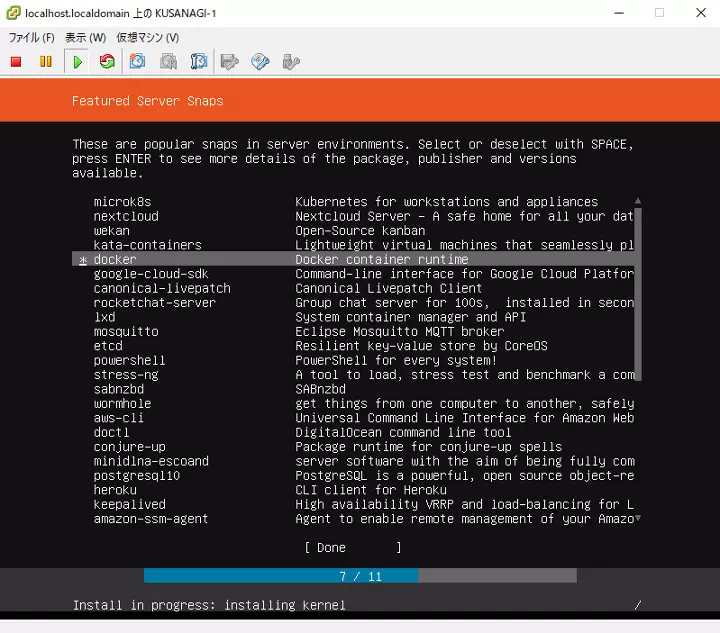 localhost.localdomain 上の KUSANAGI-1
ファイル(F) 表示(W) 仮想マシン(V)
Featured Server Snaps
These are popular snaps in server environments. Select or deselect with SPACE,
press ENTER to see more details of the package, publisher and versions
available.
microk8s Kubernetes for workstations and appliances
nextcloud Nextcloud Server - A safe home for all your dat
wekan Open-Source kanban
kata-containers Lightweight virtual machines that seamlessly pl
* docker Docker container runtime
google-cloud-sdk Command-line interface for Google Cloud Platfor
canonical-livepatch Canonical Livepatch Client
rocketchat-server Group chat server for 100s, installed in secon
lxd System container manager and API
mosquitto Eclipse Mosquitto MQTT broker
etcd Resilient key-value store by CoreOS
powershell PowerShell for every system!
stress-ng A tool to load, stress test and benchmark a com
sabnzbd SABnzbd
wormhole get things from one computer to another, safely
aws-cli Universal Command Line Interface for Amazon Web
doctl DigitalOcean command line tool
conjure-up Package runtime for conjure-up spells
minidlna-escoand server software with the aim of being fully com
postgresql10 PostgreSQL is a powerful, open source object-re
heroku CLI client for Heroku
keepalived High availability VRRP and load-balancing for L
amazon-ssm-agent Agent to enable remote management of your Amazo
[ Done ]
7 / 11
Install in progress: installing kernel /